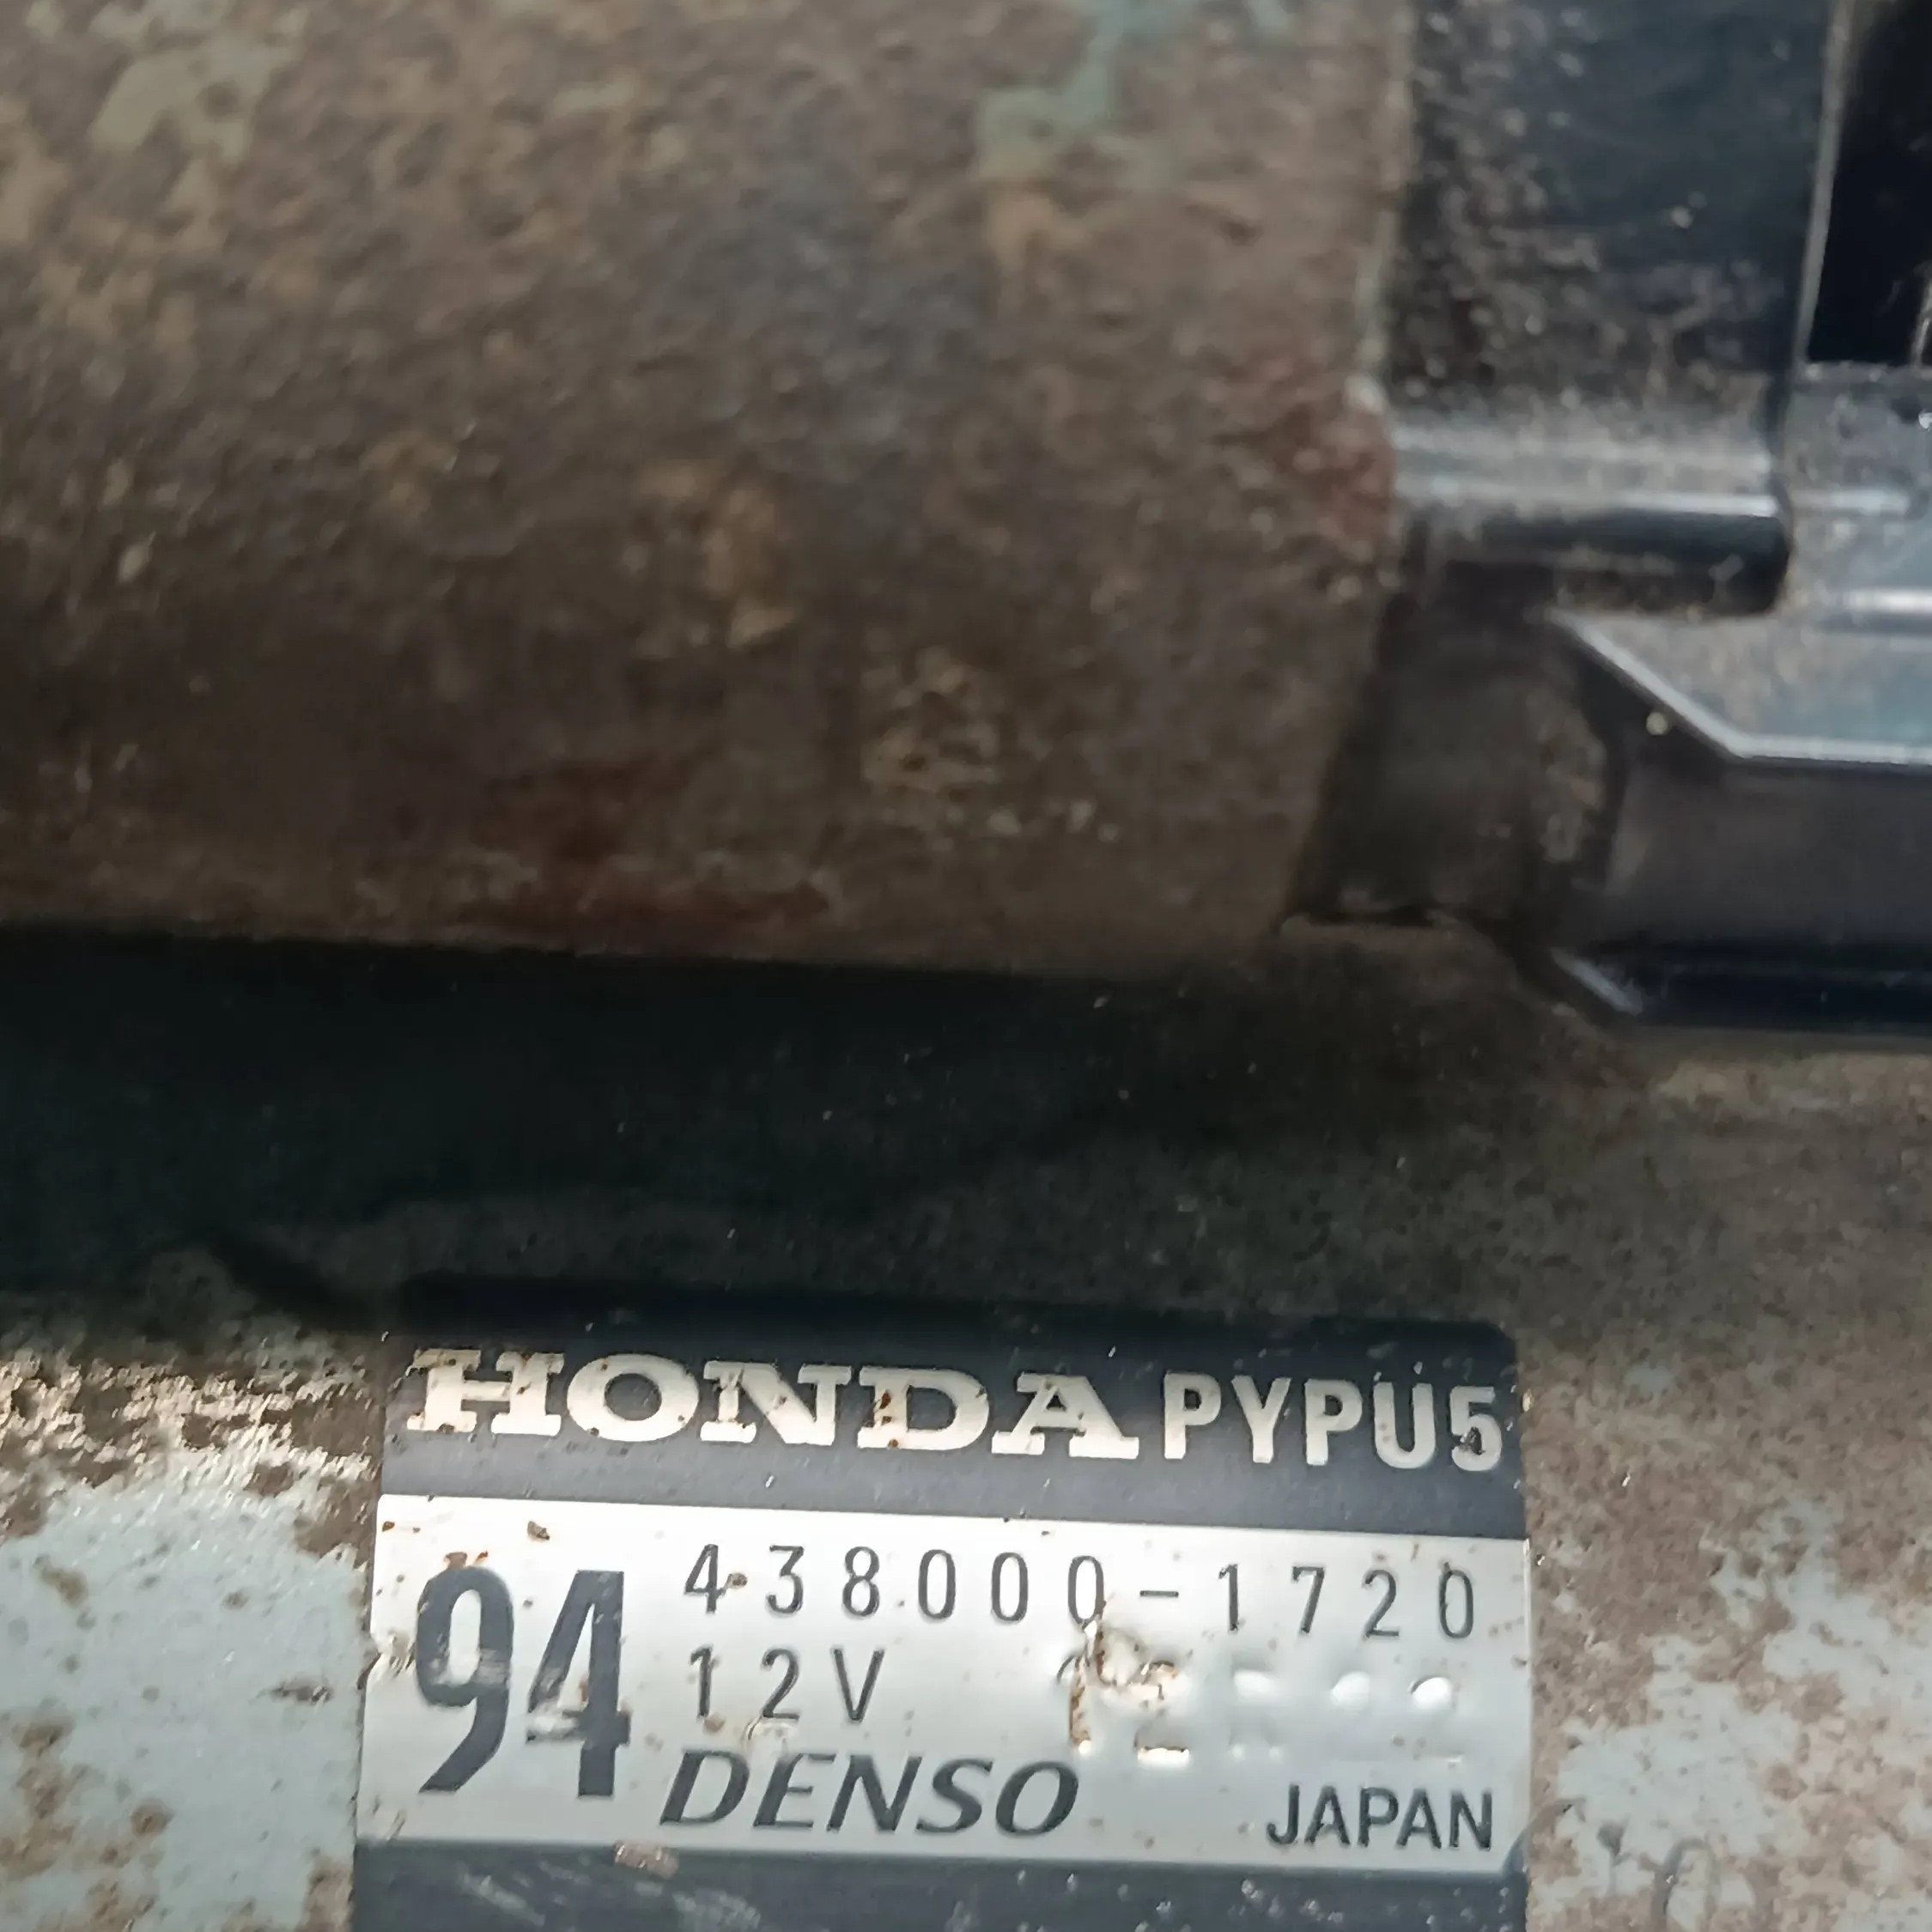 HONDA PYPU5
94
438000-1720
12V
DENSO
JAPAN